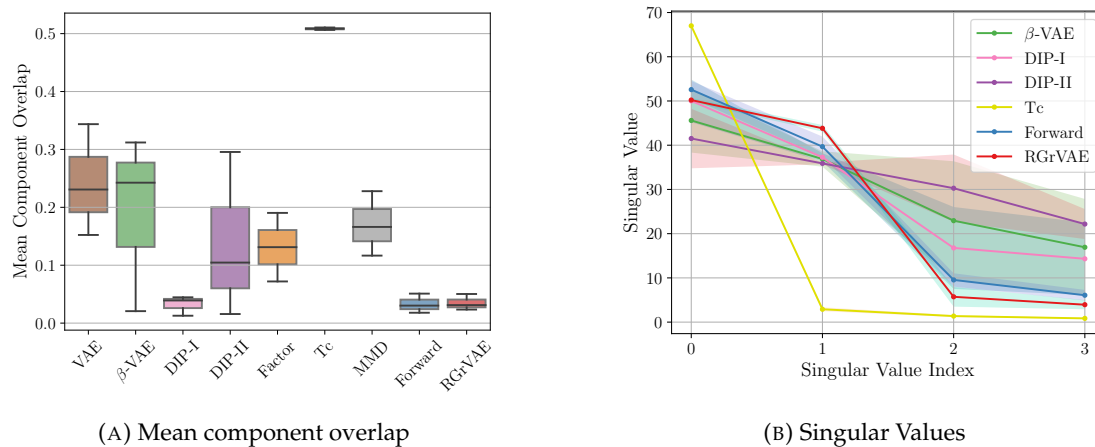 Mean Component Overlap
0.5
0.4
0.3
0.2
0.1
0.0
VAE
β-VAE
DIP-I
DIP-II
Factor
Tc
MMD
Forward
RGrVAE
(A) Mean component overlap
Singular Value
70
60
50
40
30
20
10
0
0 1 2 3
Singular Value Index
β-VAE
DIP-I
DIP-II
Tc
Forward
RGrVAE
(B) Singular Values